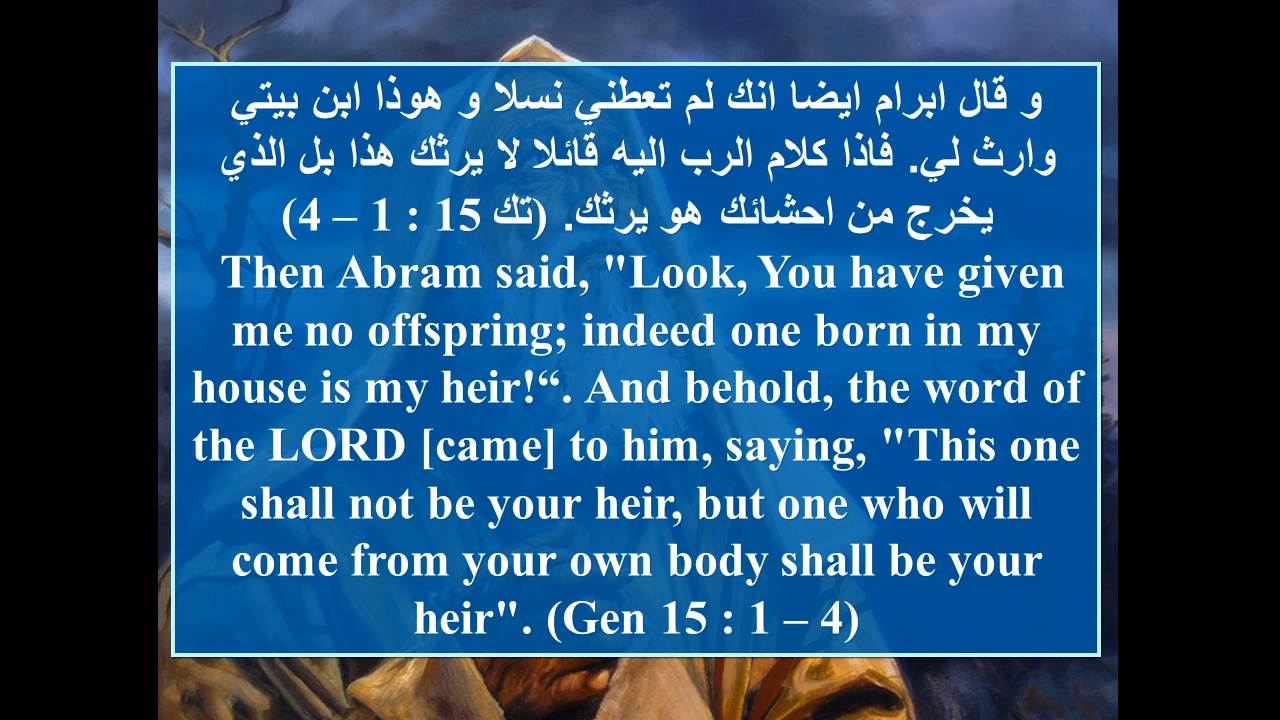 و قال ابرام ايضا انك لم تعطني نسلا و هوذا ابن بيتي
وارث لي. فاذا كلام الرب اليه قائلا لا يرثك هذا بل الذي
يخرج من احشائك هو يرثك. (تك 15 : 1 – 4)
Then Abram said, "Look, You have given
me no offspring; indeed one born in my
house is my heir!“. And behold, the word of
the LORD [came] to him, saying, "This one
shall not be your heir, but one who will
come from your own body shall be your
heir". (Gen 15 : 1 – 4)